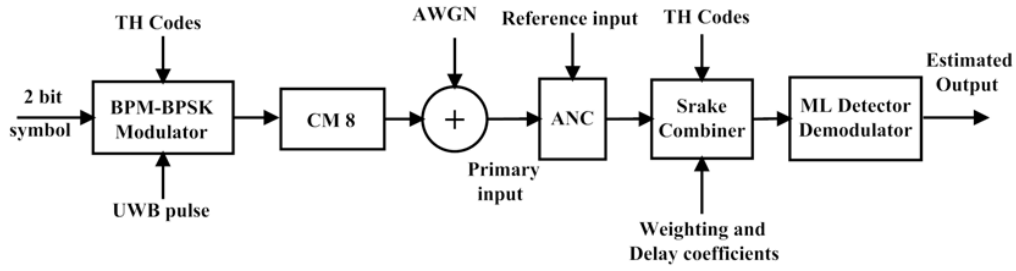 AWGN
Reference input
TH Codes
TH Codes
Estimated
Output
2 bit
symbol
BPM-BPSK
Modulator
CM 8
+
ANC
Srake
Combiner
ML Detector
Demodulator
Primary
input
UWB pulse
Weighting and
Delay coefficients